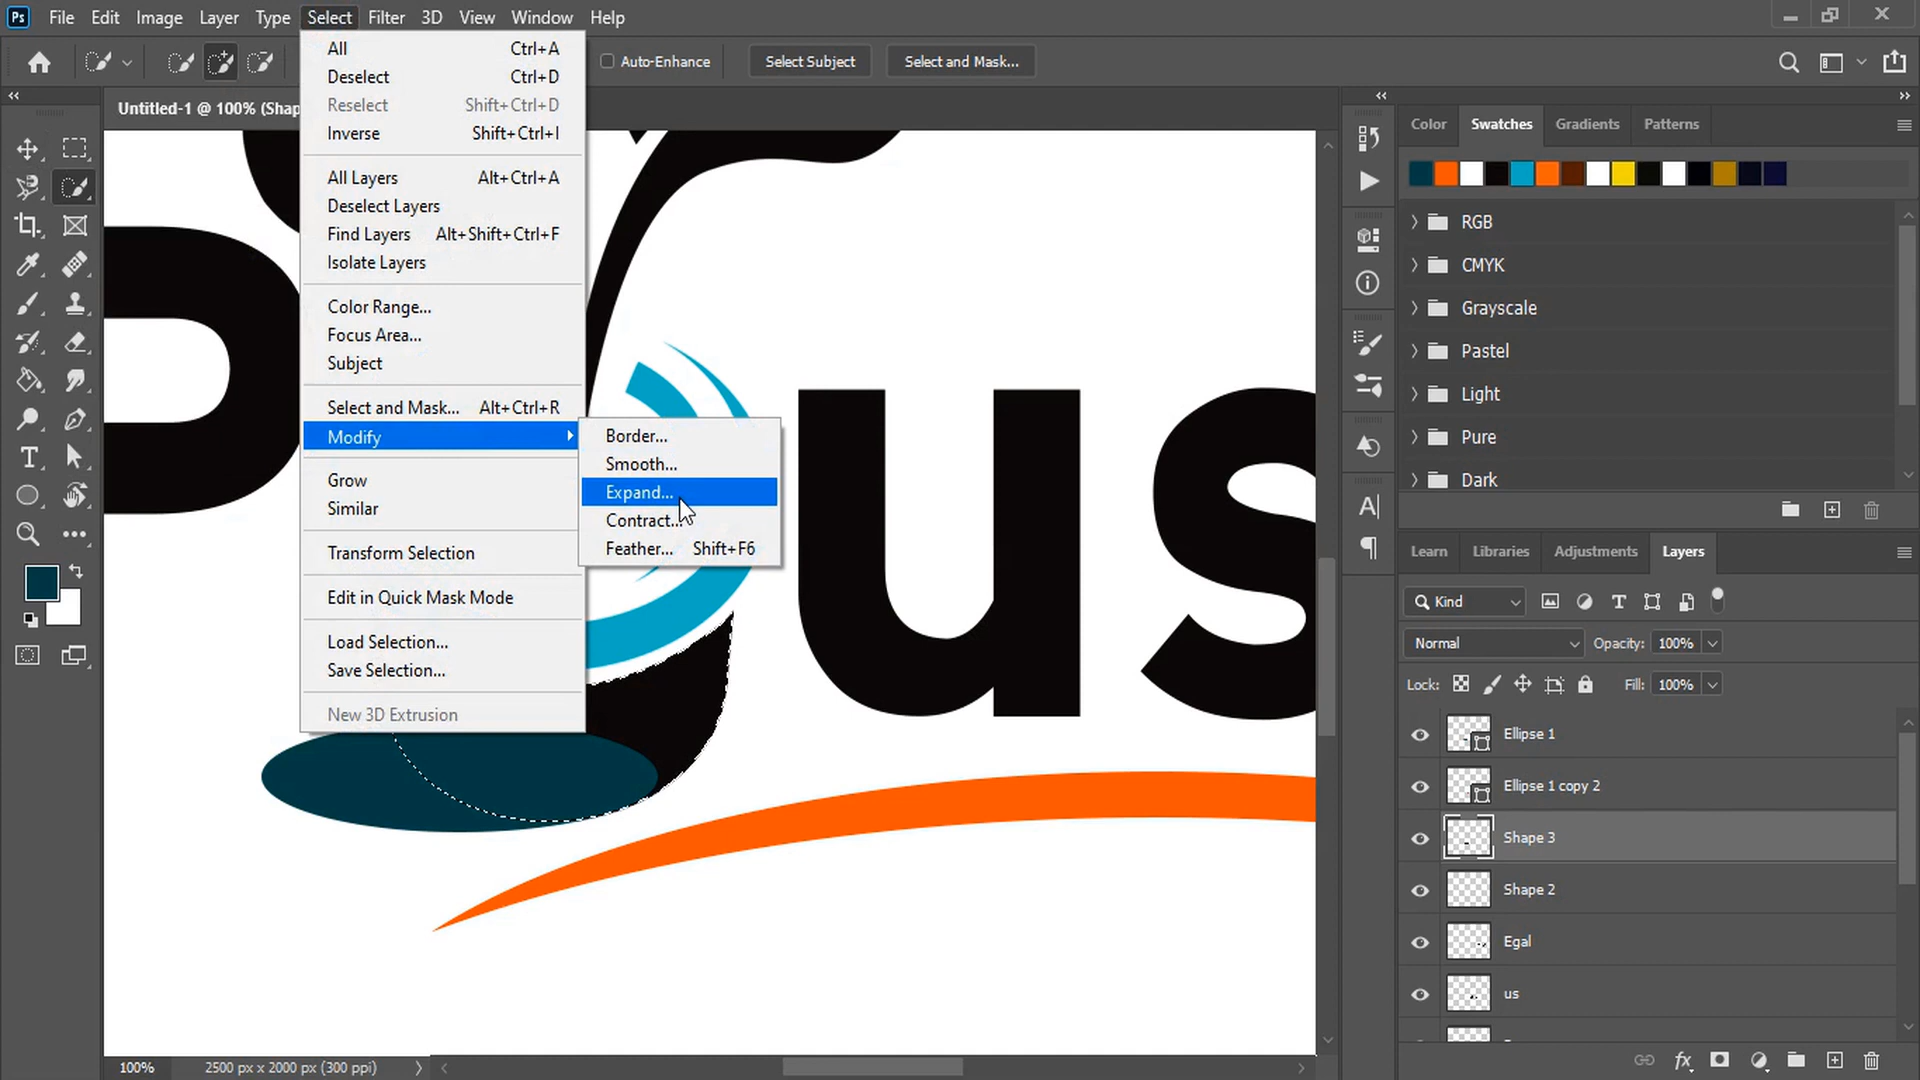 Ps File Edit Image Layer Type Select Filter 3D View Window Help
Auto-Enhance Select Subject Select and Mask...
Untitled-1 @ 100% (Shap
All Ctrl+A
Deselect Ctrl+D
Reselect Shift+Ctrl+D
Inverse Shift+Ctrl+I
All Layers Alt+Ctrl+A
Deselect Layers
Find Layers Alt+Shift+Ctrl+F
Isolate Layers
Color Range...
Focus Area...
Subject
Select and Mask... Alt+Ctrl+R
Modify
Grow
Similar
Transform Selection
Edit in Quick Mask Mode
Load Selection...
Save Selection...
New 3D Extrusion
Border...
Smooth...
Expand...
Contract...
Feather... Shift+F6
us
Color Swatches Gradients Patterns
RGB
CMYK
Grayscale
Pastel
Light
Pure
Dark
Learn Libraries Adjustments Layers
Kind
Normal Opacity: 100%
Lock: Fill: 100%
Ellipse 1
Ellipse 1 copy 2
Shape 3
Shape 2
Egal
us
100% 2500 px x 2000 px (300 ppi)